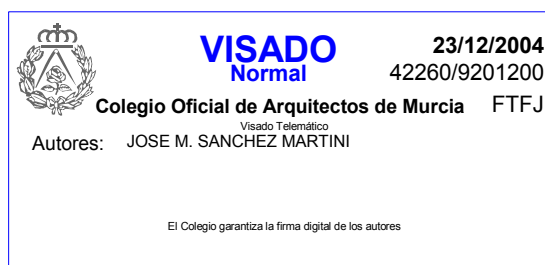 VISADO
Normal
23/12/2004
42260/9201200
Colegio Oficial de Arquitectos de Murcia FTFJ
Visado Telemático
Autores: JOSE M. SANCHEZ MARTINI
El Colegio garantiza la firma digital de los autores